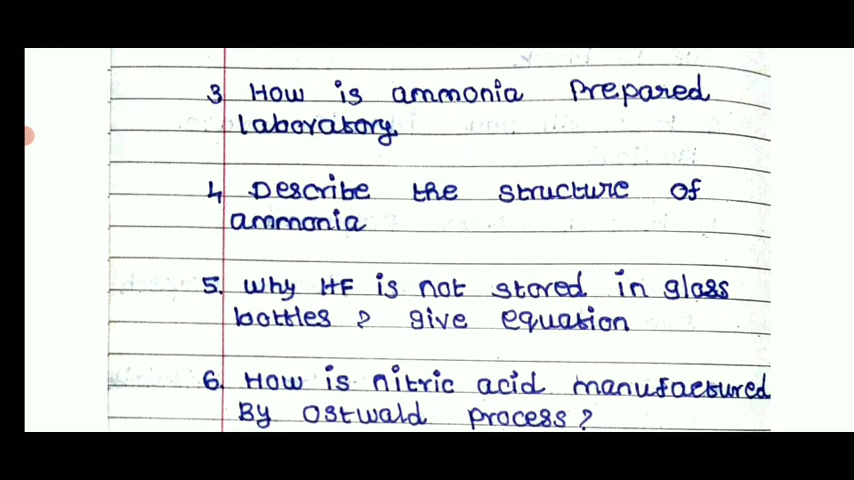 3 How is ammonia Prepared
laboratory
4 Describe the structure of
ammonia
5. Why HF is not stored in glass
bottles ? give equation
6. How is nitric acid manufactured
By Ostwald process ?